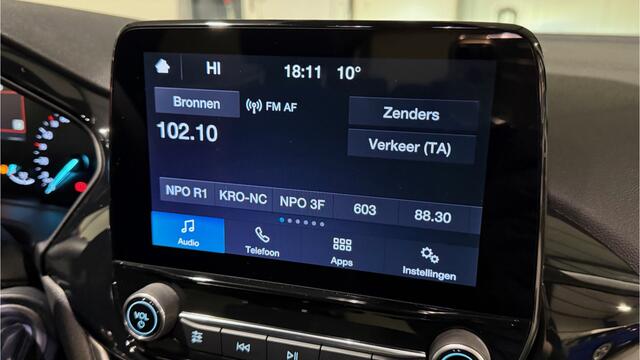 HI 18:11 10°
Bronnen FM AF Zenders
102.10 Verkeer (TA)
NPO R1 KRO-NC NPO 3F 603 88.30
Audio Telefoon Apps Instellingen
VOL